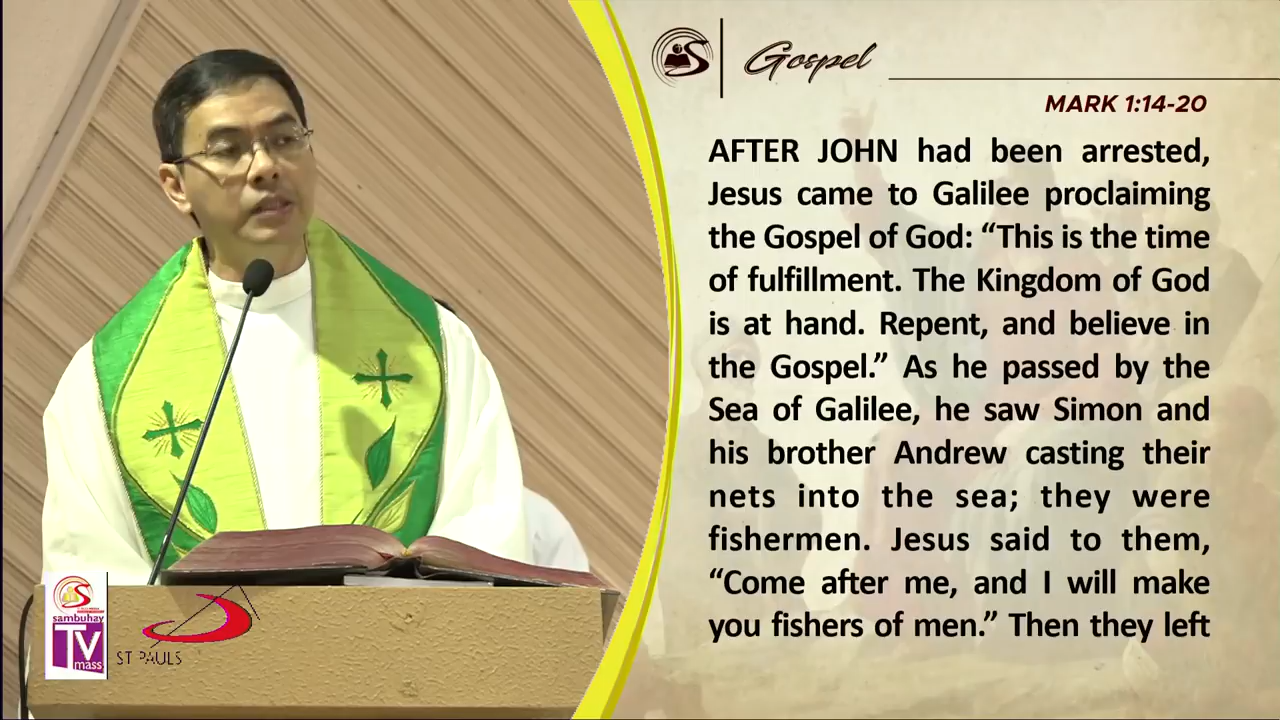 Gospel
MARK 1:14-20
AFTER JOHN had been arrested,
Jesus came to Galilee proclaiming
the Gospel of God: “This is the time
of fulfillment. The Kingdom of God
is at hand. Repent, and believe in
the Gospel.” As he passed by the
Sea of Galilee, he saw Simon and
his brother Andrew casting their
nets into the sea; they were
fishermen. Jesus said to them,
“Come after me, and I will make
you fishers of men.” Then they left
sambuhay
TV
mass
ST PAULS